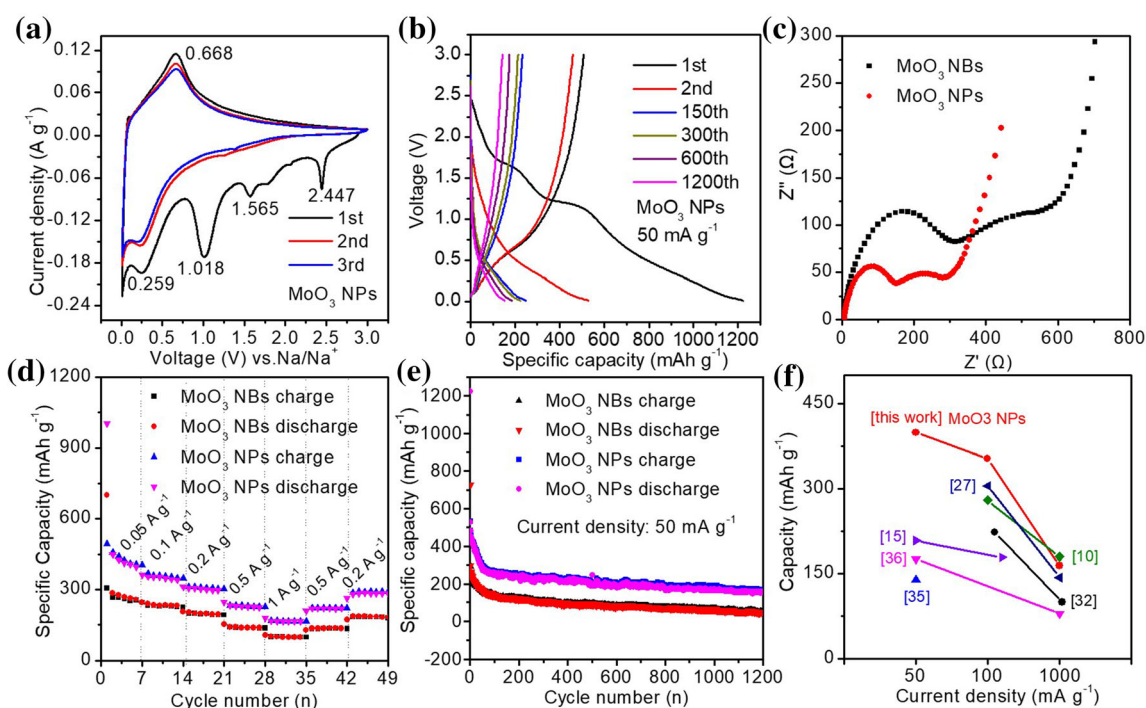 (a)
0.12
0.06
0.00
-0.06
-0.12
-0.18
-0.24
Current density (A g⁻¹)
0.668
2.447
1.565
1.018
0.259
1st
2nd
3rd
MoO₃ NPs
0.0 0.5 1.0 1.5 2.0 2.5 3.0
Voltage (V) vs.Na/Na⁺
(b)
3.0
2.5
2.0
1.5
1.0
0.5
0.0
Voltage (V)
1st
2nd
150th
300th
600th
1200th
MoO₃ NPs
50 mA g⁻¹
0 200 400 600 800 1000 1200
Specific capacity (mAh g⁻¹)
(c)
300
250
200
150
100
50
0
Z'' (Ω)
MoO₃ NBs
MoO₃ NPs
0 100 200 300 400 500 600 700 800
Z' (Ω)
(d)
1200
900
600
300
0
Specific Capacity (mAh g⁻¹)
MoO₃ NBs charge
MoO₃ NBs discharge
MoO₃ NPs charge
MoO₃ NPs discharge
0.05 A g⁻¹
0.1 A g⁻¹
0.2 A g⁻¹
0.5 A g⁻¹
1 A g⁻¹
0.5 A g⁻¹
0.2 A g⁻¹
0 7 14 21 28 35 42 49
Cycle number (n)
(e)
1200
1000
800
600
400
200
0
-200
Specific capacity (mAh g⁻¹)
MoO₃ NBs charge
MoO₃ NBs discharge
MoO₃ NPs charge
MoO₃ NPs discharge
Current density: 50 mA g⁻¹
0 200 400 600 800 1000 1200
Cycle number (n)
(f)
450
300
150
0
Capacity (mAh g⁻¹)
[this work] MoO3 NPs
[27]
[15]
[10]
[36]
[35]
[32]
50 100 1000
Current density (mA g⁻¹)